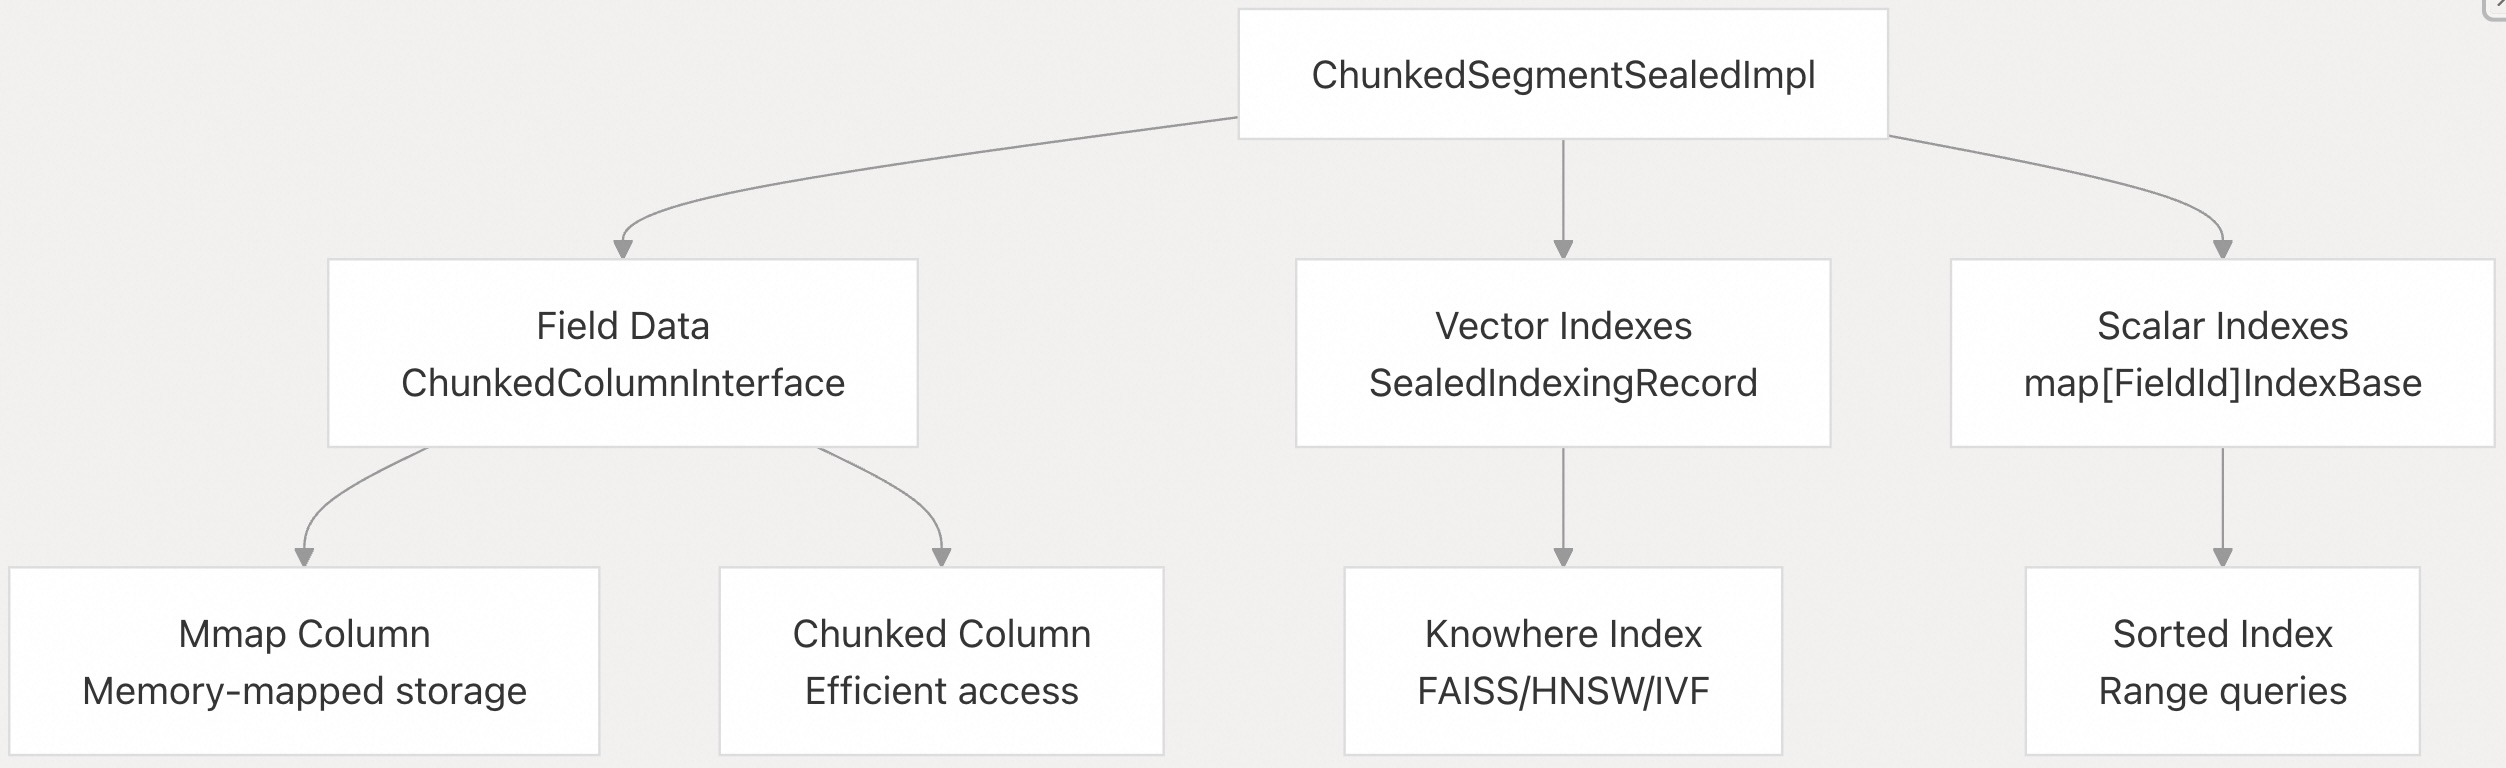 ChunkedSegmentSealedImpl
Field Data
ChunkedColumnInterface
Vector Indexes
SealedIndexingRecord
Scalar Indexes
map[FieldId]IndexBase
Mmap Column
Memory-mapped storage
Chunked Column
Efficient access
Knowhere Index
FAISS/HNSW/IVF
Sorted Index
Range queries